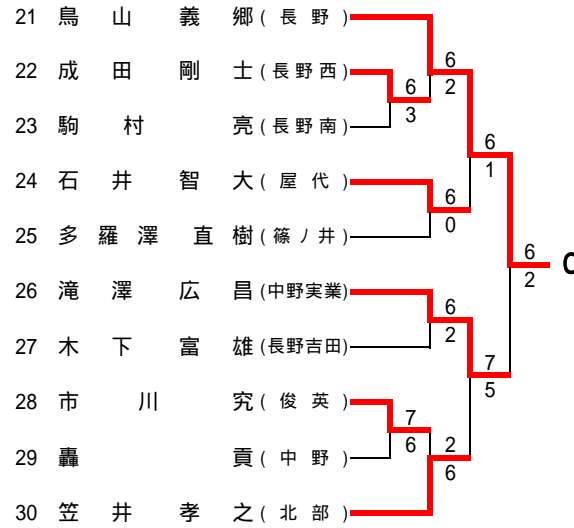 21 鳥山義郷(長野)
6
22 成田剛士(長野西)
6 2
3
23 駒村亮(長野南)
6
1
24 石井智大(屋代)
6
0
25 多羅澤直樹(篠ノ井)
6
2
C
26 滝澤広昌(中野実業)
6
2
27 木下富雄(長野吉田)
7
5
28 市川究(俊英)
7
6 2
29 轟貢(中野)
6
30 笠井孝之(北部)